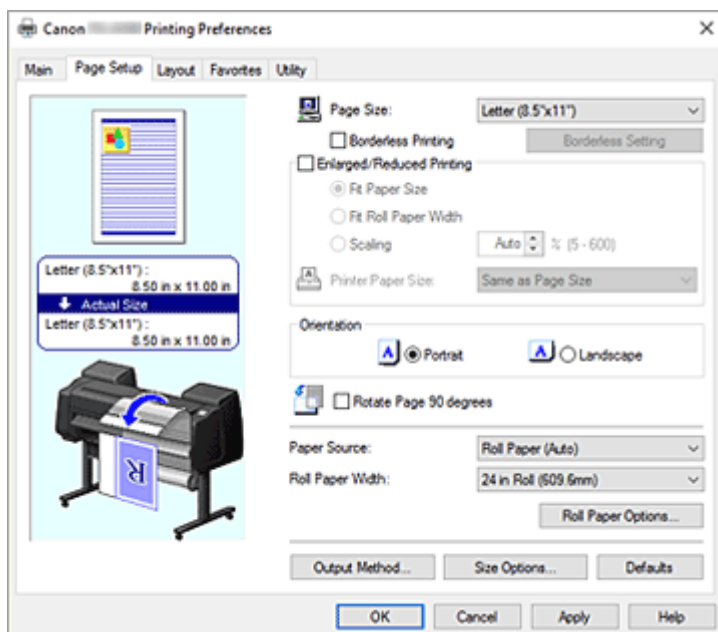 Canon Printing Preferences
Main Page Setup Layout Favorites Utility
Page Size: Letter (8.5"x11")
Borderless Printing Borderless Setting
Enlarged/Reduced Printing
Fit Paper Size
Fit Roll Paper Width
Scaling Auto % (5 - 600)
Printer Paper Size: Same as Page Size
Letter (8.5"x11") :
8.50 in x 11.00 in
Actual Size
Letter (8.5"x11") :
8.50 in x 11.00 in
Orientation
A Portrait A Landscape
Rotate Page 90 degrees
Paper Source: Roll Paper (Auto)
Roll Paper Width: 24 in Roll (609.6mm)
Roll Paper Options...
R
Output Method... Size Options... Defaults
OK Cancel Apply Help